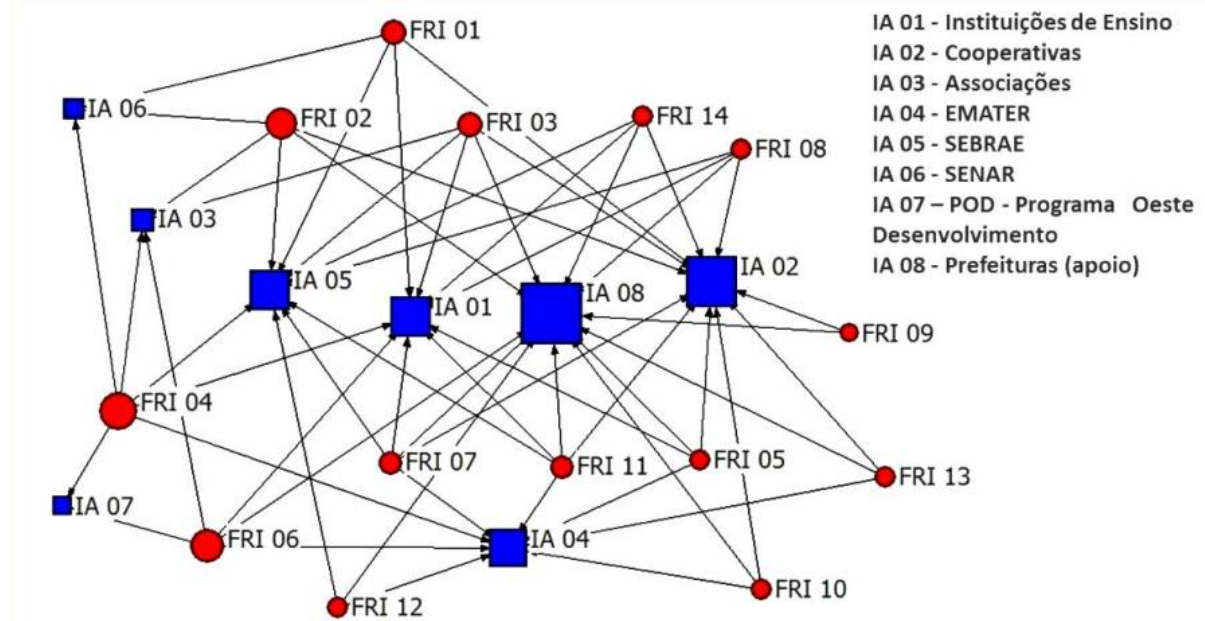 FRI 01
IA 06
FRI 02
FRI 03
FRI 14
FRI 08
IA 03
IA 05
IA 01
IA 08
IA 02
FRI 09
FRI 04
FRI 07
FRI 11
FRI 05
FRI 13
IA 07
FRI 06
IA 04
FRI 12
FRI 10
IA 01 - Instituições de Ensino
IA 02 - Cooperativas
IA 03 - Associações
IA 04 - EMATER
IA 05 - SEBRAE
IA 06 - SENAR
IA 07 – POD - Programa Oeste
Desenvolvimento
IA 08 - Prefeituras (apoio)